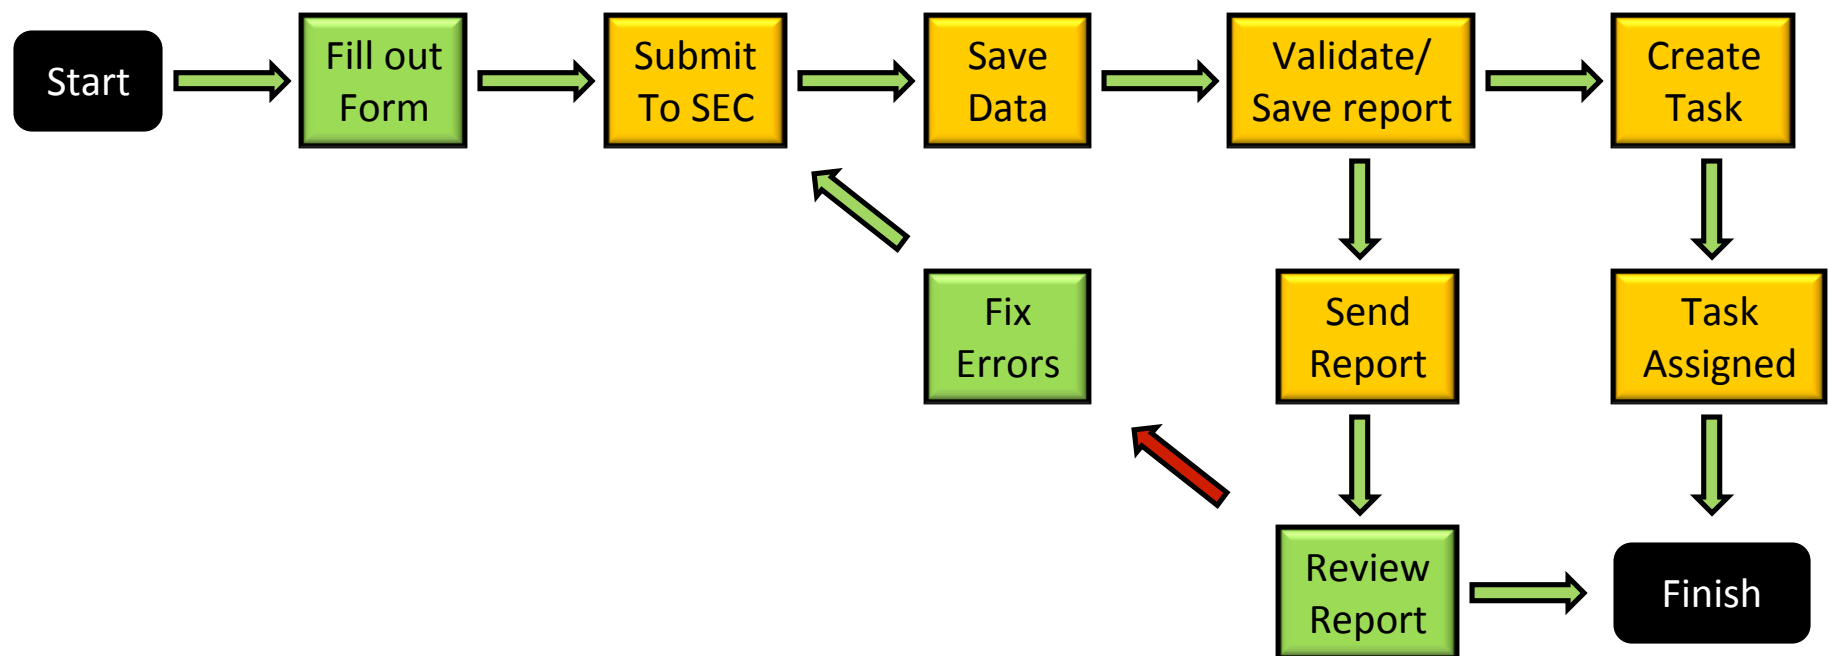 Start
Fill out
Form
Submit
To SEC
Save
Data
Validate/
Save report
Create
Task
Fix
Errors
Send
Report
Task
Assigned
Review
Report
Finish